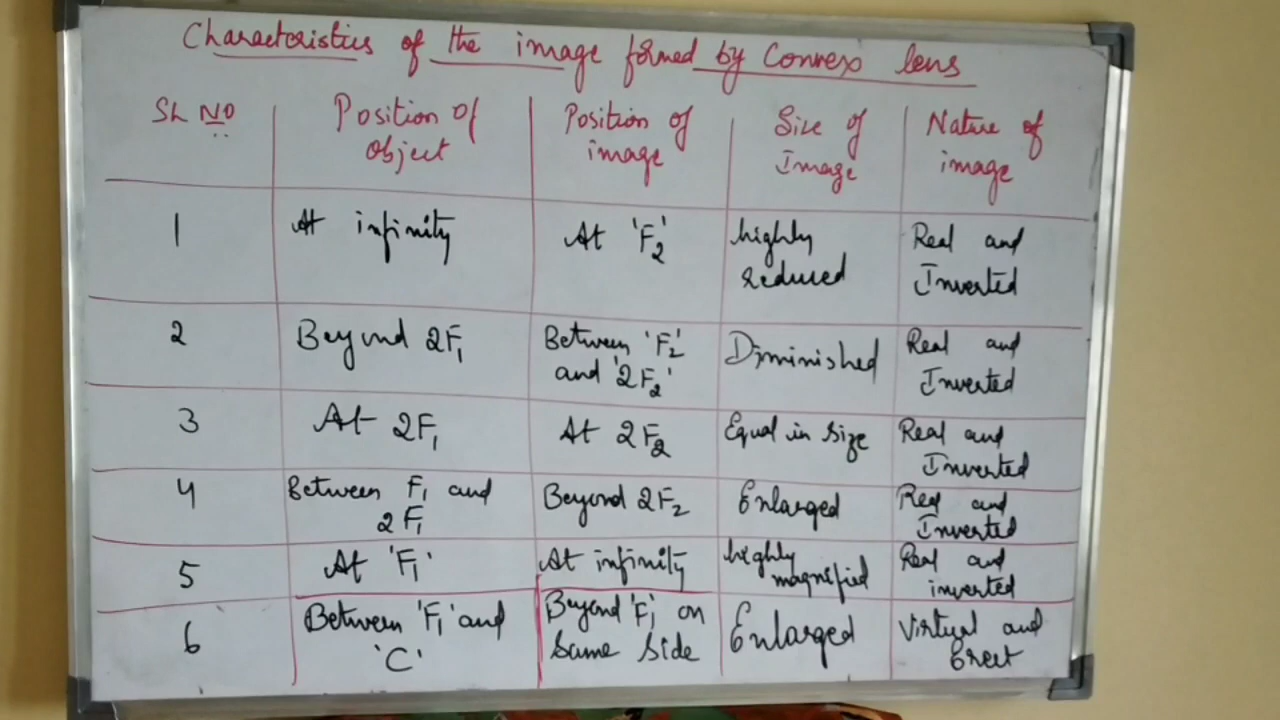 Characteristics of the image formed by Convex lens
SL NO
Position of
object
Position of
image
Size of
Image
Nature of
image
1
At infinity
At 'F2'
highly
reduced
Real and
Inverted
2
Beyond 2F1
Between 'F2'
and '2F2'
Diminished
Real and
Inverted
3
At 2F1
At 2F2
Equal in size
Real and
Inverted
4
Between F1 and
2F1
Beyond 2F2
Enlarged
Real and
Inverted
5
At 'F1'
At infinity
highly
magnified
Real and
inverted
6
Between 'F1' and
'C'
Beyond 'F1' on
Same side
Enlarged
Virtual and
Erect